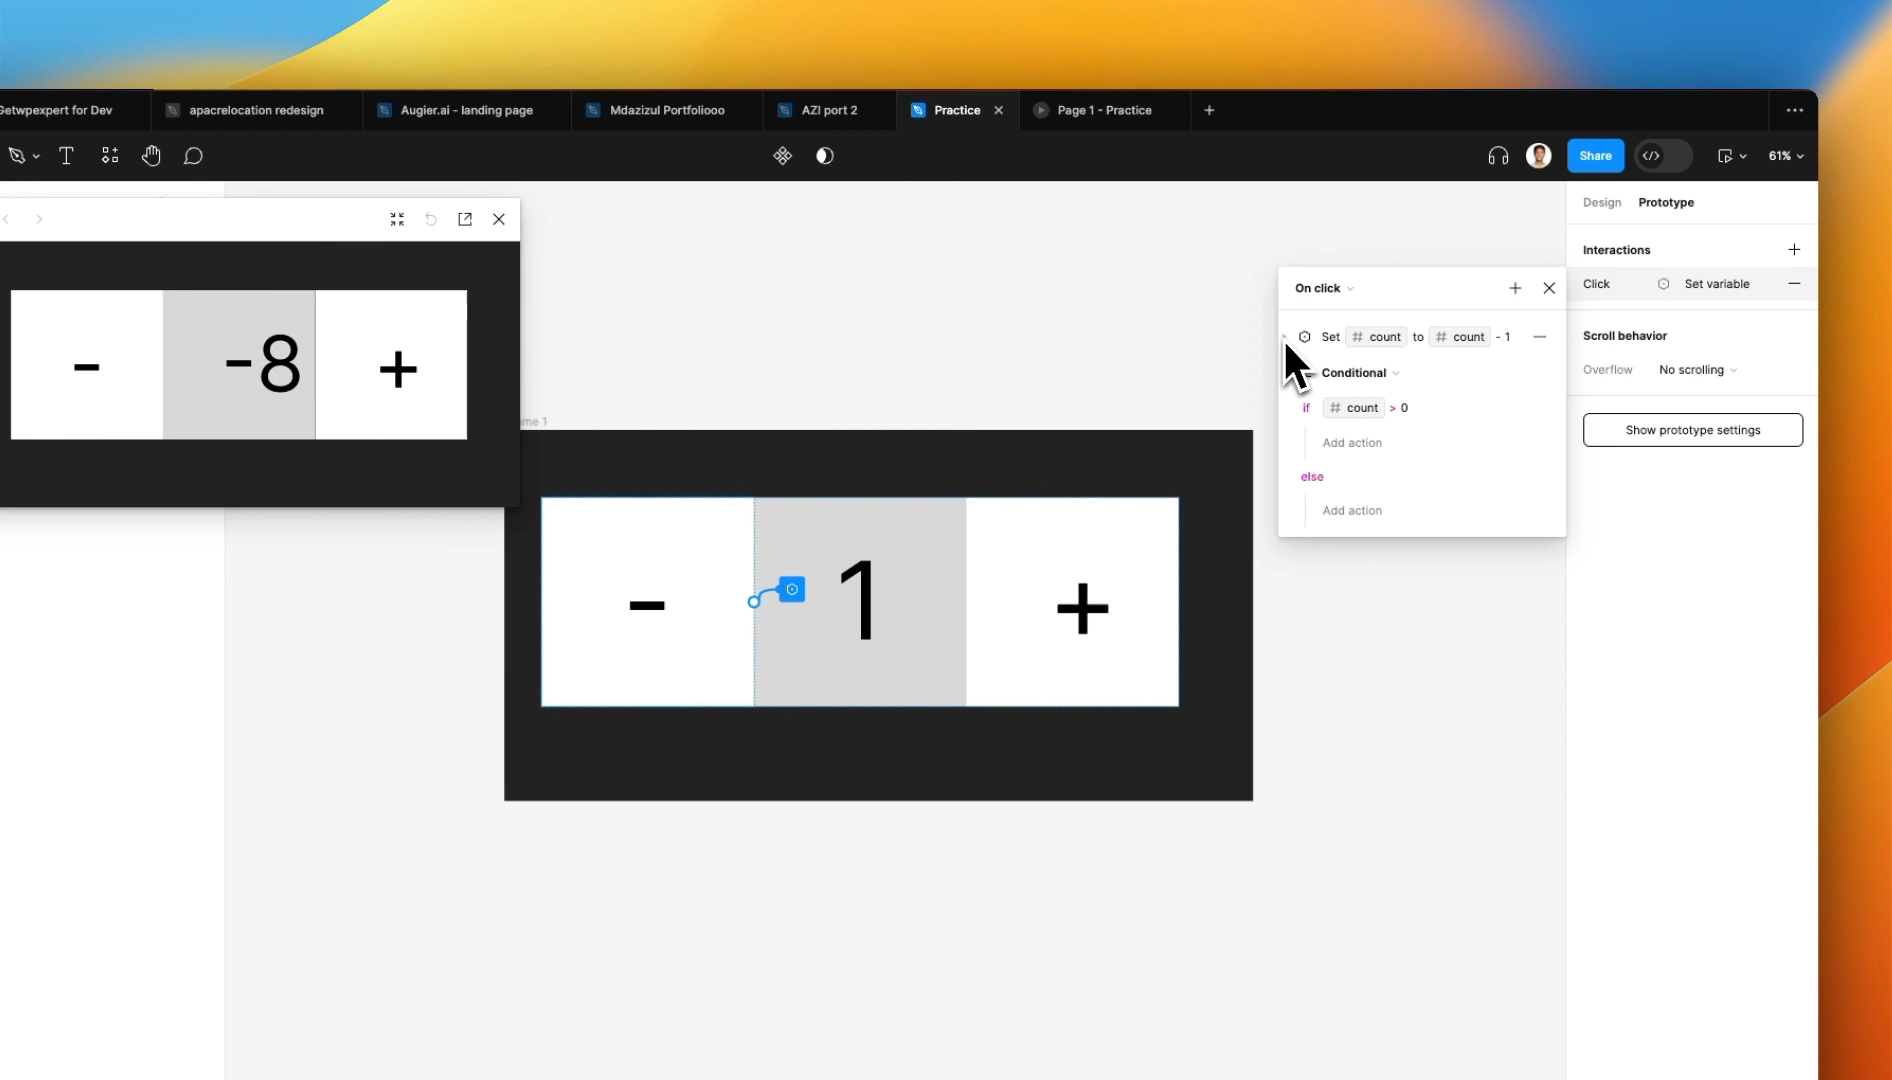 Getwpexpert for Dev
apacrelocation redesign
Augier.ai - landing page
Mdazizul Portfoliooo
AZI port 2
Practice
Page 1 - Practice
Share
61%
Design
Prototype
Interactions
Click
Set variable
Scroll behavior
Overflow
No scrolling
Show prototype settings
On click
Set # count to # count - 1
Conditional
if # count > 0
Add action
else
Add action
- -8 +
- 1 +